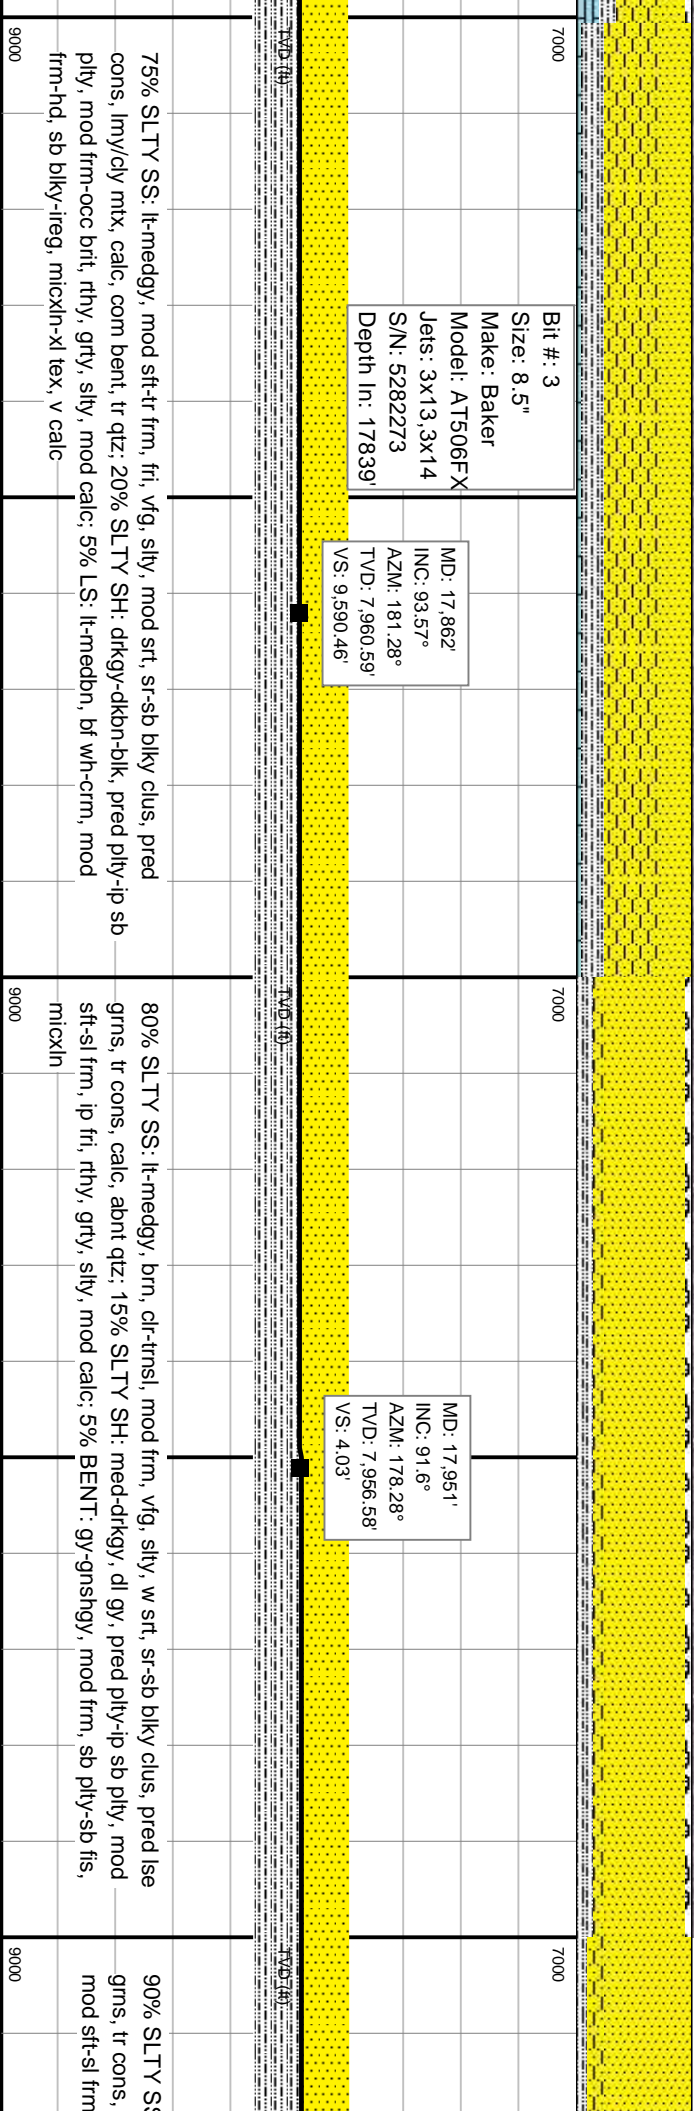 7000
TVD (ft)
9000
Bit #: 3
Size: 8.5"
Make: Baker
Model: AT506FX
Jets: 3x13,3x14
S/N: 5282273
Depth In: 17839'
MD: 17,862'
INC: 93.57°
AZM: 181.28°
TVD: 7,960.59'
VS: 9,590.46'
75% SLTY SS: lt-medgy, mod sft-tr frm, fri, vfg, slty, mod srt, sr-sb blky clus, pred
cons, lmy/cly mtx, calc, com bent, tr qtz; 20% SLTY SH: drkgy-dkbn-blk, pred plty-ip sb
plty, mod frm-occ brit, rthy, grty, slty, mod calc; 5% LS: lt-medbn, bf wh-crm, mod
frm-hd, sb blky-ireg, micxln-xl tex, v calc
7000
TVD (ft)
9000
MD: 17,951'
INC: 91.6°
AZM: 178.28°
TVD: 7,956.58'
VS: 4.03'
80% SLTY SS: lt-medgy, brn, clr-trnsl, mod frm, vfg, slty, w srt, sr-sb blky clus, pred lse
grns, tr cons, calc, abnt qtz; 15% SLTY SH: med-drkgy, dl gy, pred plty-ip sb plty, mod
sft-sl frm, ip fri, rthy, grty, slty, mod calc; 5% BENT: gy-gnshgy, mod frm, sb plty-sb fis,
micxln
7000
TVD (ft)
9000
90% SLTY SS
grns, tr cons,
mod sft-sl frm